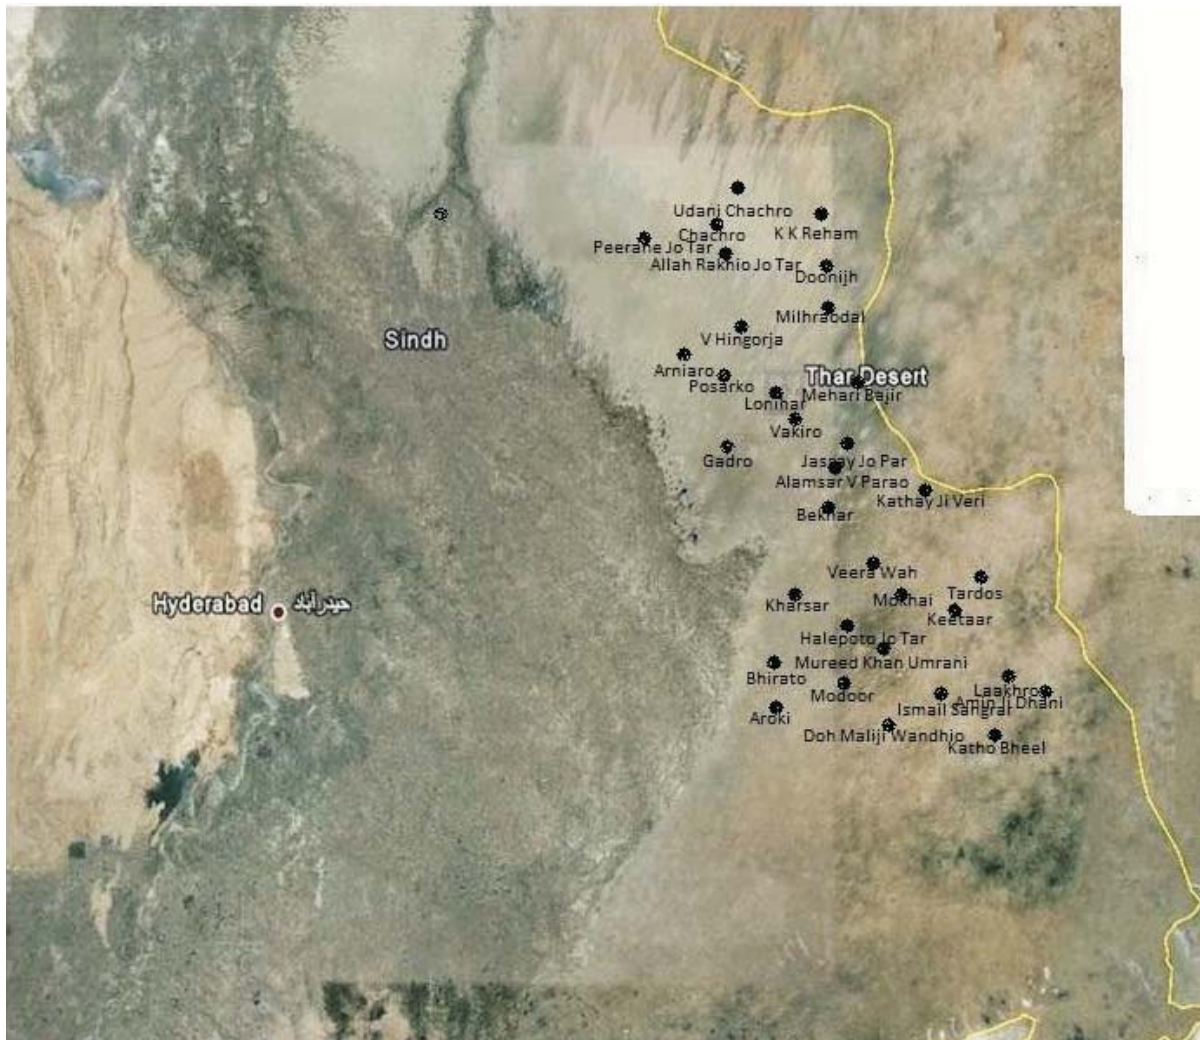 Udani Chachro
Chachro
K K Reham
Peerane Jo Tar
Allah Rakhio Jo Tar
Doonijh
Milhraodal
V Hingorja
Sindh
Arniaro
Thar Desert
Posarko
Mehari Bajir
Lonihar
Vakiro
Gadro
Jaspay Jo Par
Alamsar V Parao
Kathay Ji Veri
Bekhar
Veera Wah
Tardos
Mokhai
Kharsar
Hyderabad حیدرآباد
Keetaar
Halepoto Jo Tar
Mureed Khan Umrani
Bhirato
Modoor
Laakhro
Amin Ji Dhani
Ismail Sangrai
Aroki
Doh Maliji Wandhio
Katho Bheel